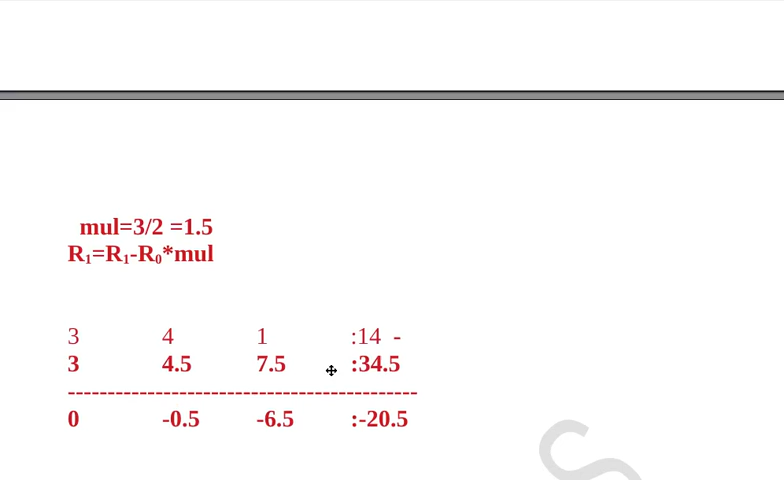 mul=3/2 =1.5
R₁=R₁-R₀*mul
3 4 1 :14 -
3 4.5 7.5 :34.5
--------------------------------------------
0 -0.5 -6.5 :-20.5